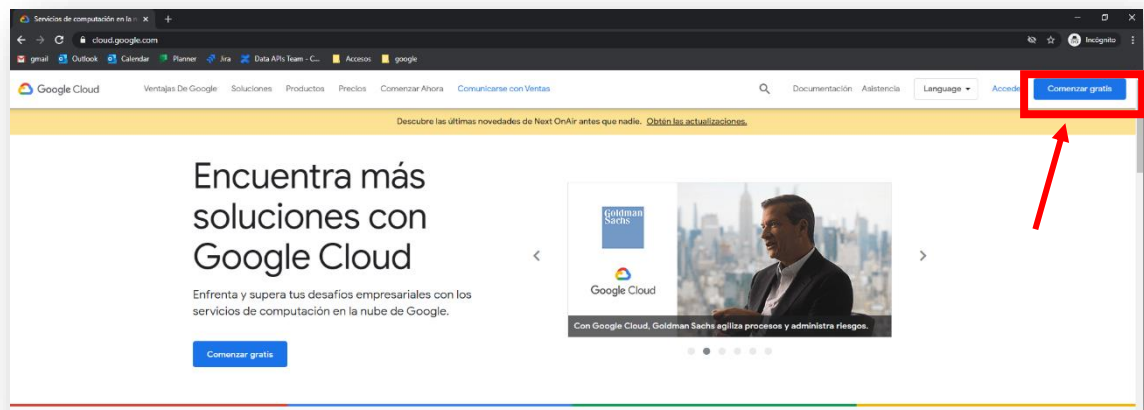 Servicios de computación en la n
cloud.google.com
Incógnito
gmail Outlook Calendar Planner Jira Data APIs Team - C... Accesos google
Google Cloud Ventajas De Google Soluciones Productos Precios Comenzar Ahora Comunicarse con Ventas Documentación Asistencia Language Accede Comenzar gratis
Descubre las últimas novedades de Next OnAir antes que nadie. Obtén las actualizaciones.
Encuentra más
soluciones con
Google Cloud
Enfrenta y supera tus desafíos empresariales con los
servicios de computación en la nube de Google.
Comenzar gratis
Goldman
Sachs
Google Cloud
Con Google Cloud, Goldman Sachs agiliza procesos y administra riesgos.